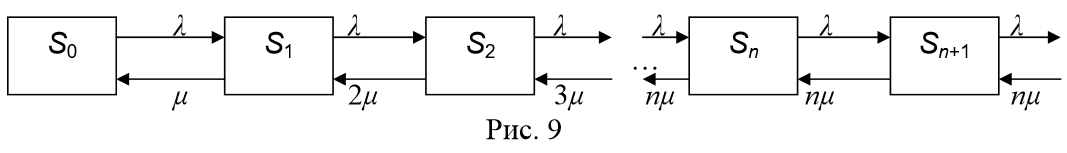 λ λ λ λ λ λ
S0 S1 S2 ... Sn Sn+1
μ 2μ 3μ nμ nμ nμ
Рис. 9